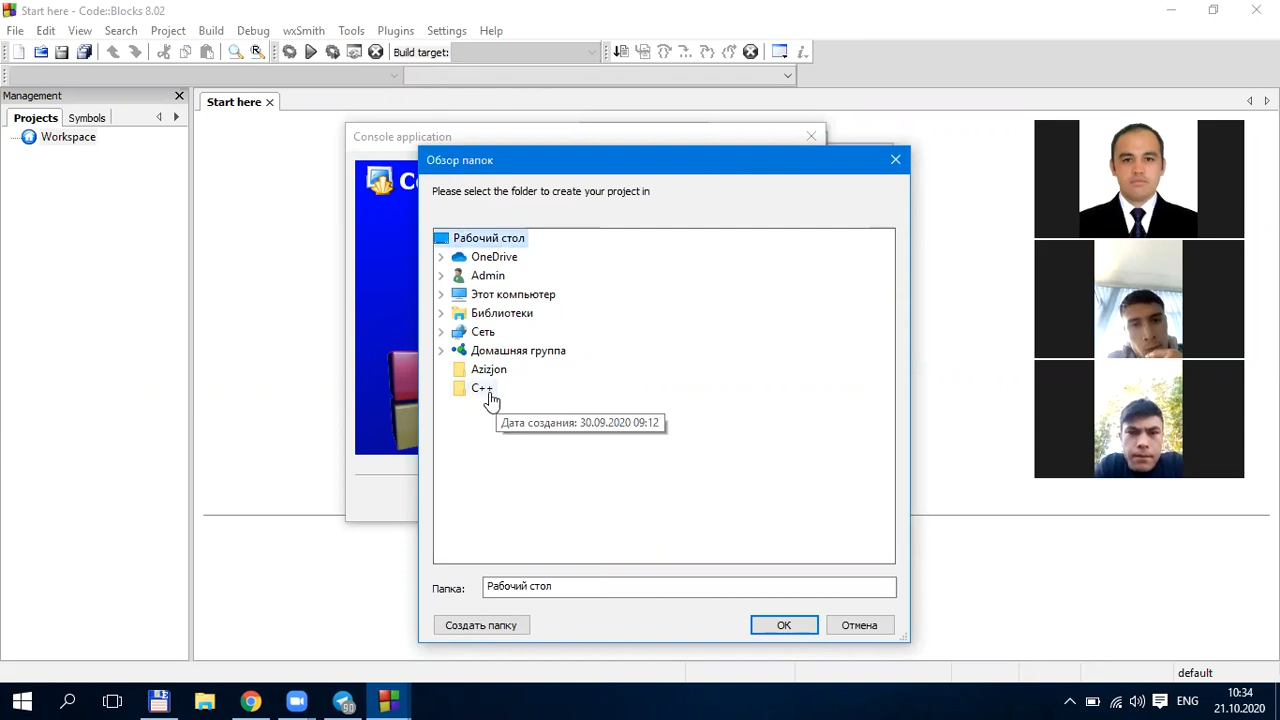 Start here - Code::Blocks 8.02
File Edit View Search Project Build Debug wxSmith Tools Plugins Settings Help
Build target:
Management
Projects Symbols
Workspace
Start here
Console application
Обзор папок
Please select the folder to create your project in
Рабочий стол
OneDrive
Admin
Этот компьютер
Библиотеки
Сеть
Домашняя группа
Azizjon
C++
Дата создания: 30.09.2020 09:12
Папка: Рабочий стол
Создать папку OK Отмена
default
90
ENG
10:34
21.10.2020